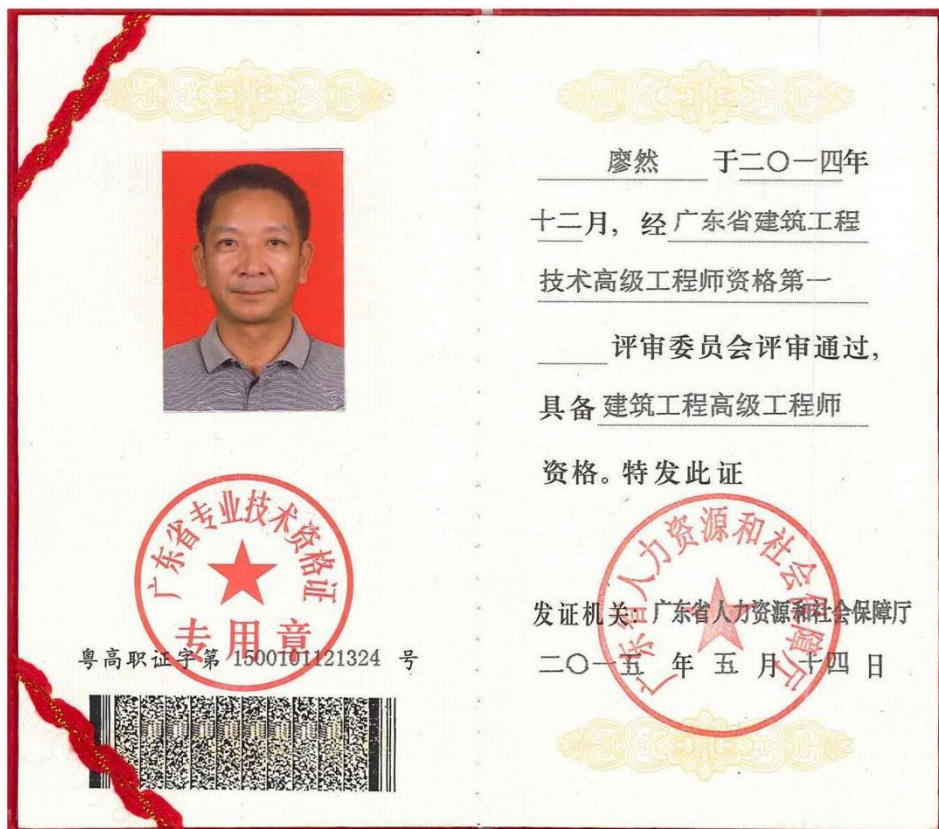 广东省专业技术资格证
专用章
粤高职证字第 1500101121324 号
廖然 于二〇一四年
十二月，经广东省建筑工程
技术高级工程师资格第一
评审委员会评审通过，
具备建筑工程高级工程师
资格。特发此证
广东省人力资源和社会保障厅
发证机关 广东省人力资源和社会保障厅
二〇一五 年 五 月 十四 日